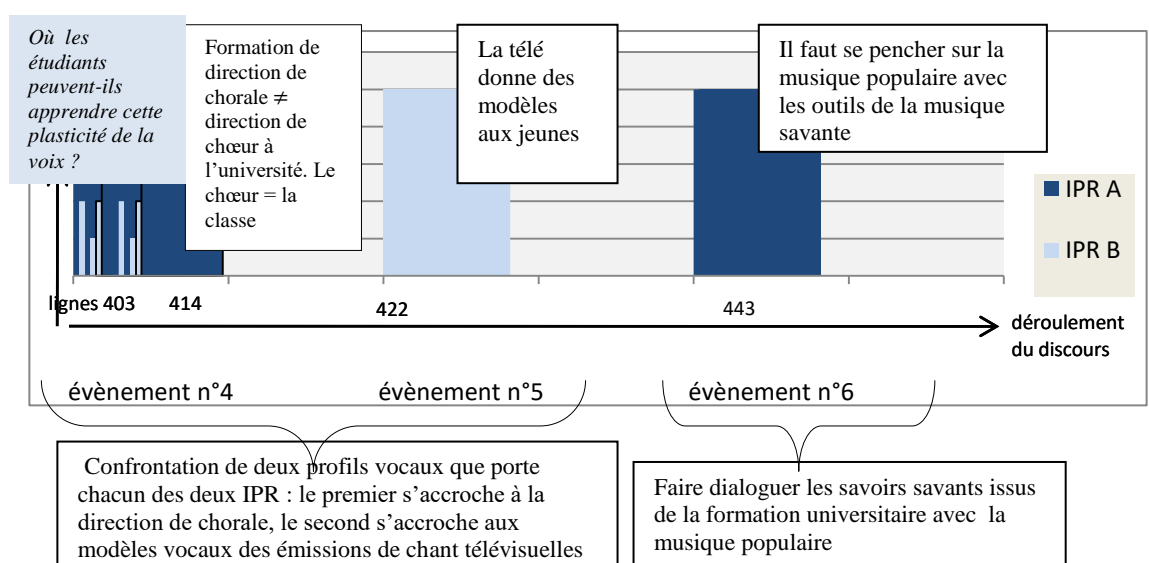 Où les
étudiants
peuvent-ils
apprendre cette
plasticité de la
voix ?
Formation de
direction de
chorale ≠
direction de
chœur à
l’université. Le
chœur = la
classe
La télé
donne des
modèles
aux jeunes
Il faut se pencher sur la
musique populaire avec
les outils de la musique
savante
IPR A
IPR B
lignes 403 414 422 443
déroulement
du discours
évènement n°4 évènement n°5 évènement n°6
Confrontation de deux profils vocaux que porte
chacun des deux IPR : le premier s’accroche à la
direction de chorale, le second s’accroche aux
modèles vocaux des émissions de chant télévisuelles
Faire dialoguer les savoirs savants issus
de la formation universitaire avec la
musique populaire